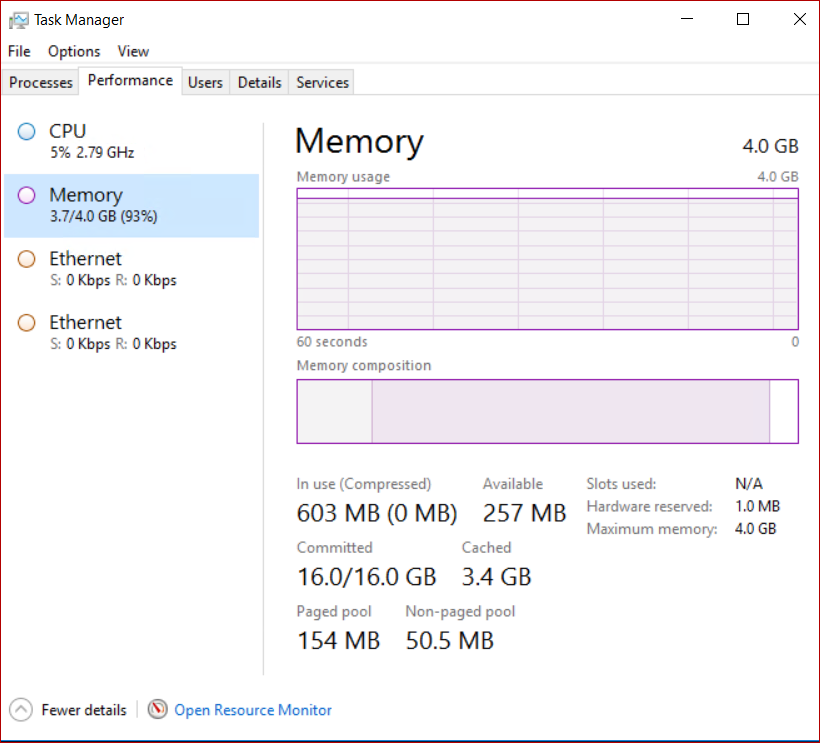 Task Manager
File Options View
Processes Performance Users Details Services
CPU
5% 2.79 GHz
Memory
3.7/4.0 GB (93%)
Ethernet
S: 0 Kbps R: 0 Kbps
Ethernet
S: 0 Kbps R: 0 Kbps
Memory 4.0 GB
Memory usage 4.0 GB
60 seconds 0
Memory composition
In use (Compressed) Available
603 MB (0 MB) 257 MB
Committed Cached
16.0/16.0 GB 3.4 GB
Paged pool Non-paged pool
154 MB 50.5 MB
Slots used: N/A
Hardware reserved: 1.0 MB
Maximum memory: 4.0 GB
Fewer details Open Resource Monitor